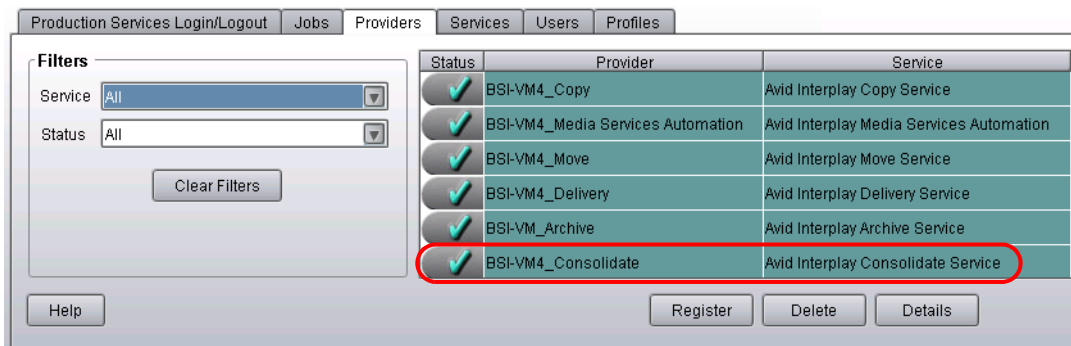 Production Services Login/Logout Jobs Providers Services Users Profiles
Filters
Service All
Status All
Clear Filters
Status Provider Service
BSI-VM4_Copy Avid Interplay Copy Service
BSI-VM4_Media Services Automation Avid Interplay Media Services Automation
BSI-VM4_Move Avid Interplay Move Service
BSI-VM4_Delivery Avid Interplay Delivery Service
BSI-VM_Archive Avid Interplay Archive Service
BSI-VM4_Consolidate Avid Interplay Consolidate Service
Help Register Delete Details